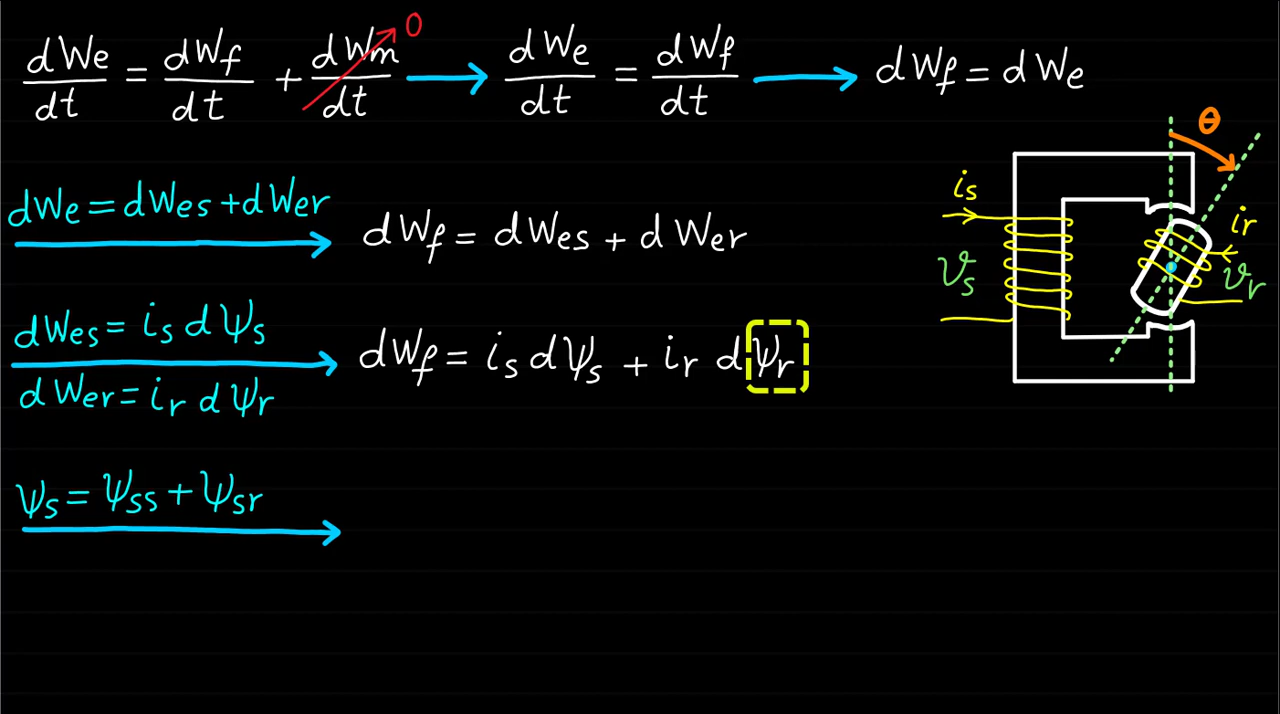 dWe/dt = dWf/dt + dWm/dt 0 → dWe/dt = dWf/dt → dWf = dWe
θ
dWe = dWes + dWer
dWf = dWes + dWer
is
ir
vs
vr
dWes = is dψs
dWf = is dψs + ir dψr
dWer = ir dψr
ψs = ψss + ψsr